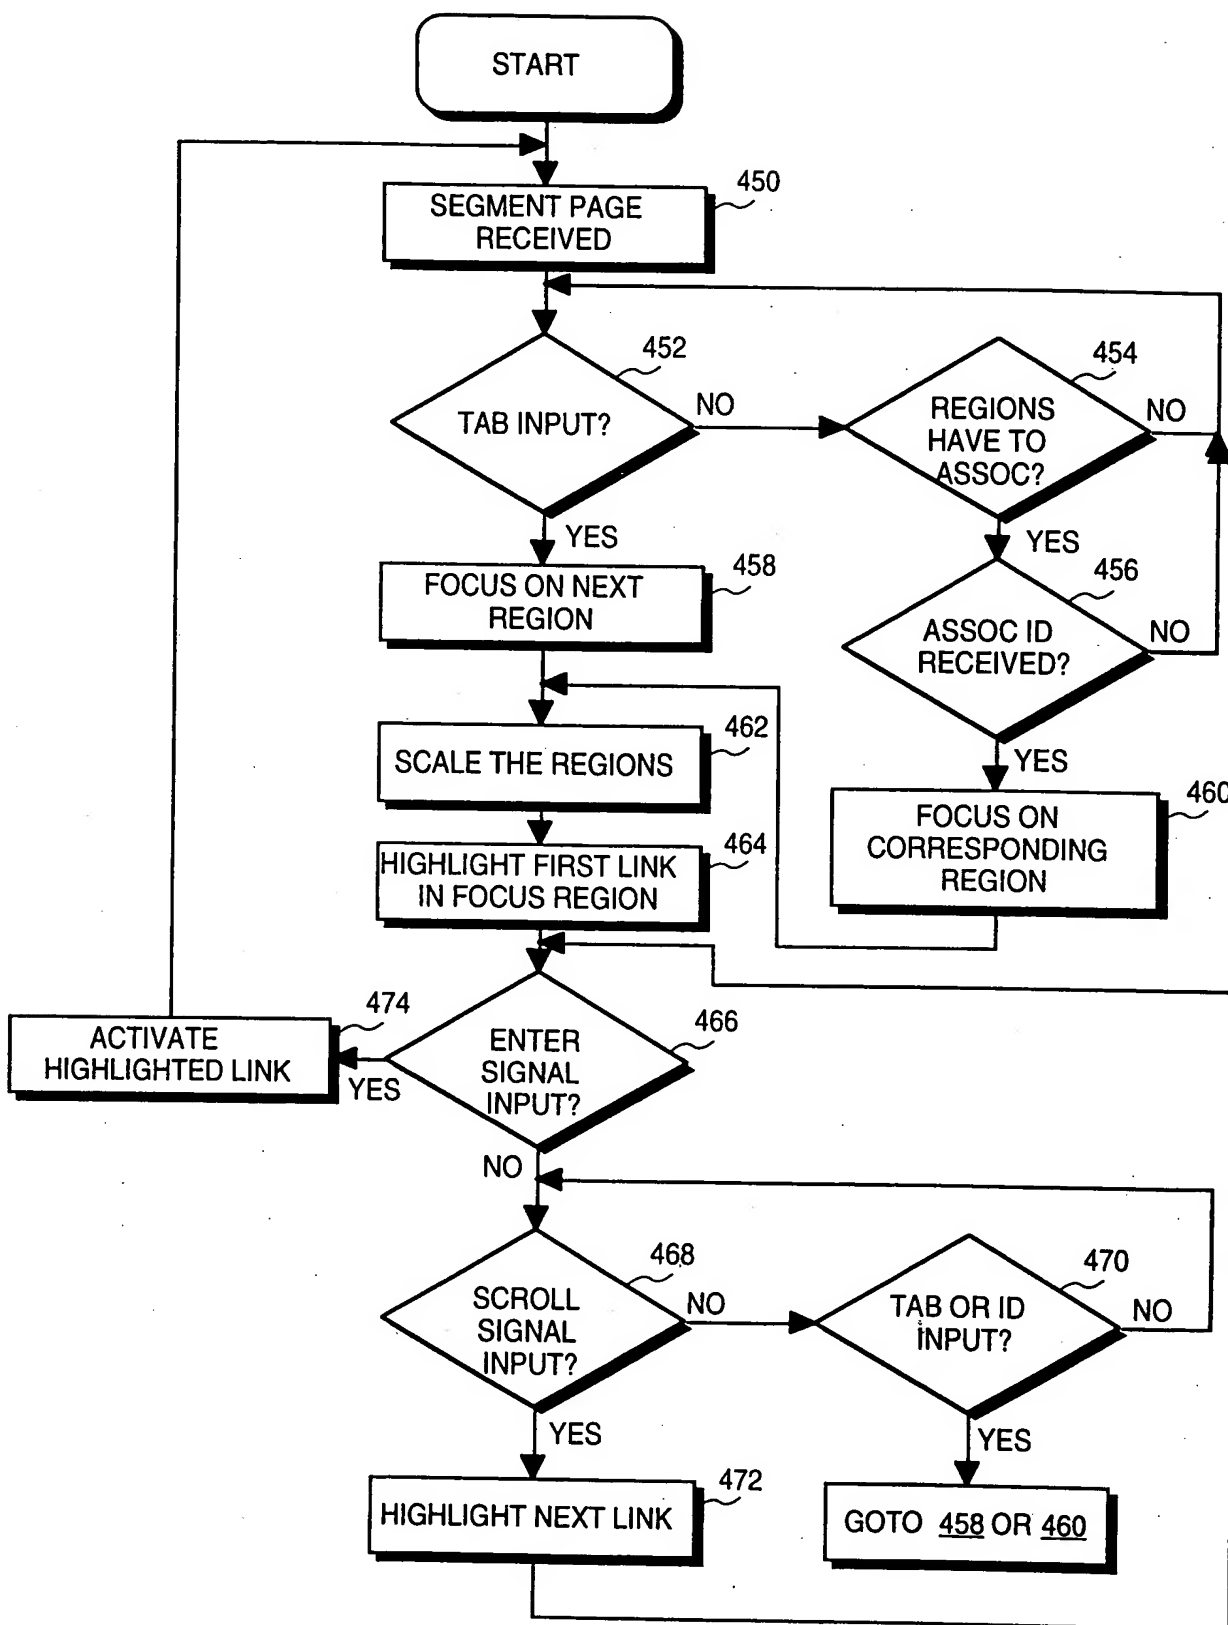 START
450
SEGMENT PAGE
RECEIVED
452
454
TAB INPUT?
NO
REGIONS
HAVE TO
ASSOC?
NO
YES
YES
458
456
FOCUS ON NEXT
REGION
ASSOC ID
RECEIVED?
NO
462
SCALE THE REGIONS
YES
460
FOCUS ON
CORRESPONDING
REGION
464
HIGHLIGHT FIRST LINK
IN FOCUS REGION
474
466
ACTIVATE
HIGHLIGHTED LINK
YES
ENTER
SIGNAL
INPUT?
NO
468
470
SCROLL
SIGNAL
INPUT?
NO
TAB OR ID
INPUT?
NO
YES
YES
472
HIGHLIGHT NEXT LINK
GOTO 458 OR 460